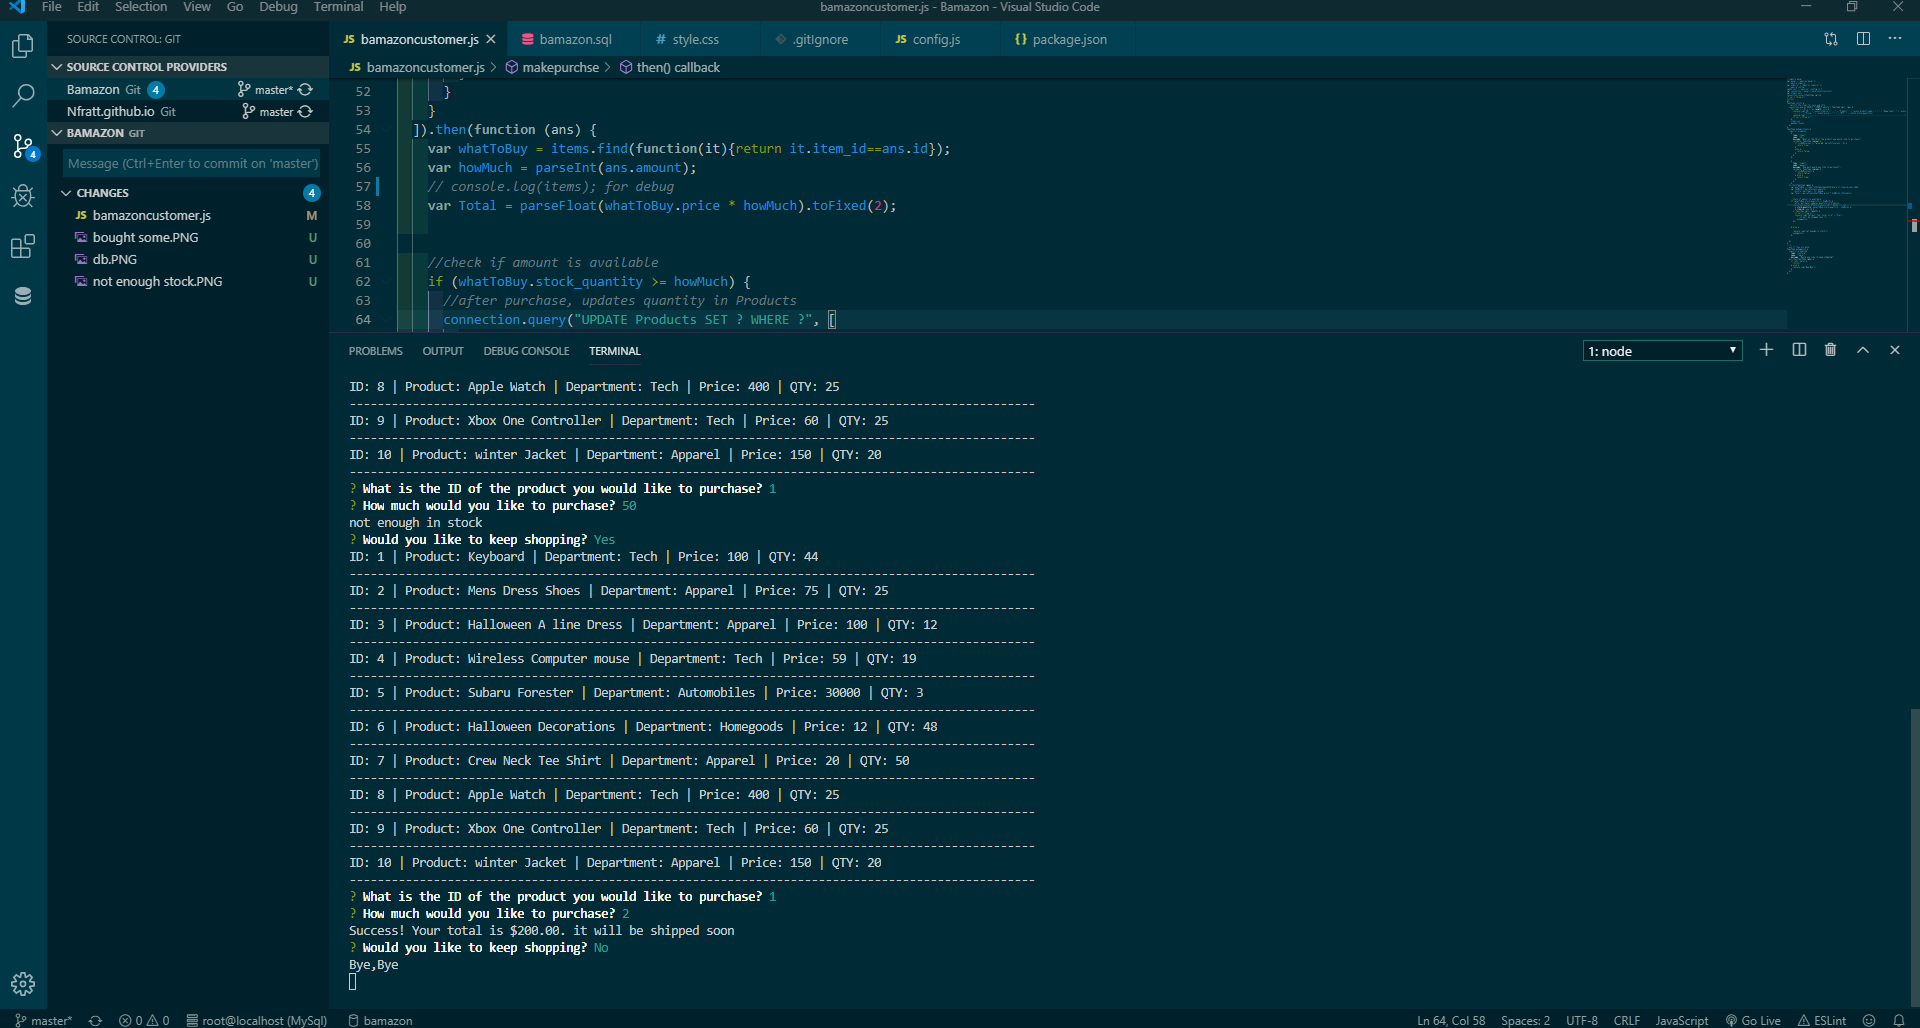 File Edit Selection View Go Debug Terminal Help
bamazoncustomer.js - Bamazon - Visual Studio Code
SOURCE CONTROL: GIT
SOURCE CONTROL PROVIDERS
Bamazon Git 4 master*
Nfratt.github.io Git master
BAMAZON GIT
Message (Ctrl+Enter to commit on 'master')
CHANGES 4
JS bamazoncustomer.js M
bought some.PNG U
db.PNG U
not enough stock.PNG U
4
JS bamazoncustomer.js bamazon.sql # style.css .gitIgnore JS config.js {} package.json
JS bamazoncustomer.js > makepurchse > then() callback
52 }
53 }
54 ]).then(function (ans) {
55 var whatToBuy = items.find(function(it){return it.item_id==ans.id});
56 var howMuch = parseInt(ans.amount);
57 // console.log(items); for debug
58 var Total = parseFloat(whatToBuy.price * howMuch).toFixed(2);
59
60
61 //check if amount is available
62 if (whatToBuy.stock_quantity >= howMuch) {
63 //after purchase, updates quantity in Products
64 connection.query("UPDATE Products SET ? WHERE ?", [
PROBLEMS OUTPUT DEBUG CONSOLE TERMINAL 1: node
ID: 8 | Product: Apple Watch | Department: Tech | Price: 400 | QTY: 25
--------------------------------------------------------------------------------------------------
ID: 9 | Product: Xbox One Controller | Department: Tech | Price: 60 | QTY: 25
--------------------------------------------------------------------------------------------------
ID: 10 | Product: winter Jacket | Department: Apparel | Price: 150 | QTY: 20
--------------------------------------------------------------------------------------------------
? What is the ID of the product you would like to purchase? 1
? How much would you like to purchase? 50
not enough in stock
? Would you like to keep shopping? Yes
ID: 1 | Product: Keyboard | Department: Tech | Price: 100 | QTY: 44
--------------------------------------------------------------------------------------------------
ID: 2 | Product: Mens Dress Shoes | Department: Apparel | Price: 75 | QTY: 25
--------------------------------------------------------------------------------------------------
ID: 3 | Product: Halloween A line Dress | Department: Apparel | Price: 100 | QTY: 12
--------------------------------------------------------------------------------------------------
ID: 4 | Product: Wireless Computer mouse | Department: Tech | Price: 59 | QTY: 19
--------------------------------------------------------------------------------------------------
ID: 5 | Product: Subaru Forester | Department: Automobiles | Price: 30000 | QTY: 3
--------------------------------------------------------------------------------------------------
ID: 6 | Product: Halloween Decorations | Department: Homegoods | Price: 12 | QTY: 48
--------------------------------------------------------------------------------------------------
ID: 7 | Product: Crew Neck Tee Shirt | Department: Apparel | Price: 20 | QTY: 50
--------------------------------------------------------------------------------------------------
ID: 8 | Product: Apple Watch | Department: Tech | Price: 400 | QTY: 25
--------------------------------------------------------------------------------------------------
ID: 9 | Product: Xbox One Controller | Department: Tech | Price: 60 | QTY: 25
--------------------------------------------------------------------------------------------------
ID: 10 | Product: winter Jacket | Department: Apparel | Price: 150 | QTY: 20
--------------------------------------------------------------------------------------------------
? What is the ID of the product you would like to purchase? 1
? How much would you like to purchase? 2
Success! Your total is $200.00. it will be shipped soon
? Would you like to keep shopping? No
Bye,Bye
master* 0 0 root@localhost (MySql) bamazon Ln 64, Col 58 Spaces: 2 UTF-8 CRLF JavaScript Go Live ESLint